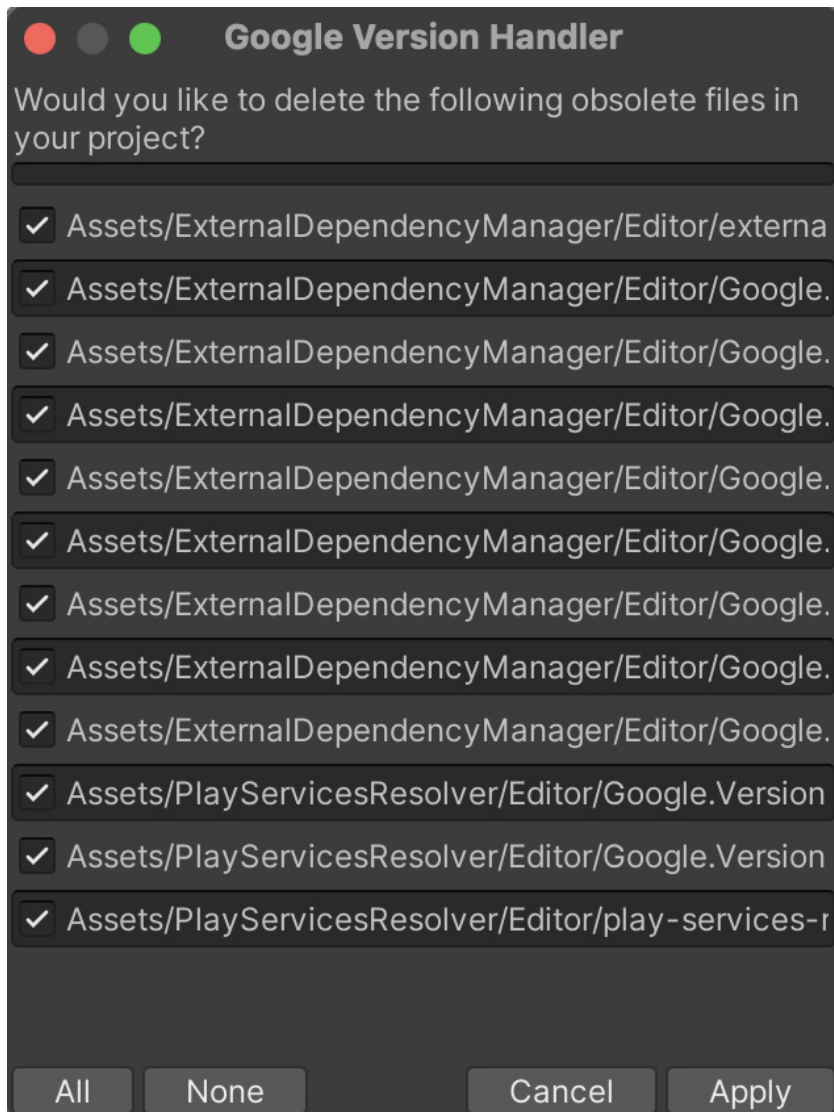 Google Version Handler
Would you like to delete the following obsolete files in
your project?
Assets/ExternalDependencyManager/Editor/externa
Assets/ExternalDependencyManager/Editor/Google.
Assets/ExternalDependencyManager/Editor/Google.
Assets/ExternalDependencyManager/Editor/Google.
Assets/ExternalDependencyManager/Editor/Google.
Assets/ExternalDependencyManager/Editor/Google.
Assets/ExternalDependencyManager/Editor/Google.
Assets/ExternalDependencyManager/Editor/Google.
Assets/ExternalDependencyManager/Editor/Google.
Assets/PlayServicesResolver/Editor/Google.Version
Assets/PlayServicesResolver/Editor/Google.Version
Assets/PlayServicesResolver/Editor/play-services-r
All None Cancel Apply